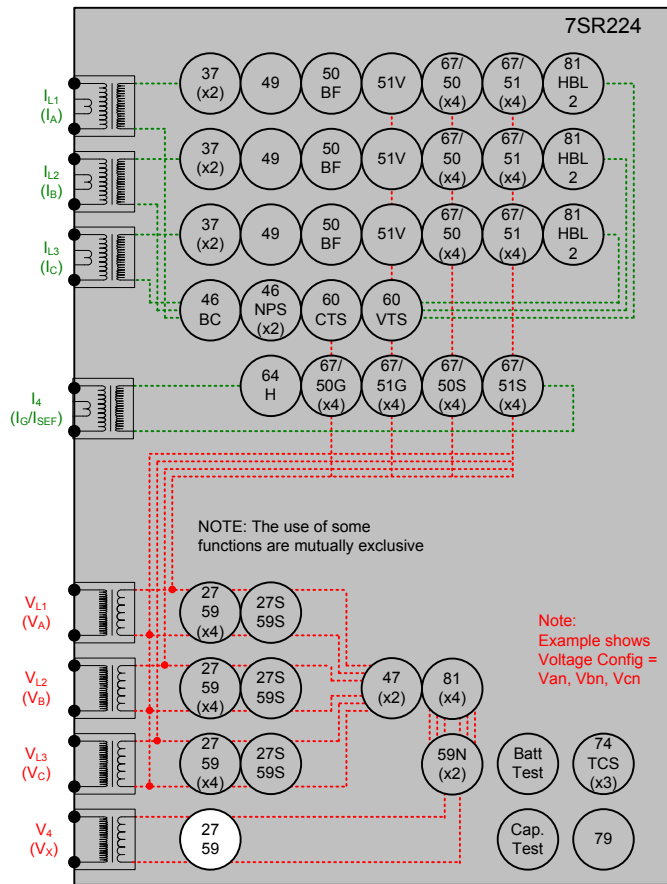 7SR224
IL1
(IA)
37
(x2)
49
50
BF
51V
67/
50
(x4)
67/
51
(x4)
81
HBL
2
IL2
(IB)
37
(x2)
49
50
BF
51V
67/
50
(x4)
67/
51
(x4)
81
HBL
2
IL3
(IC)
37
(x2)
49
50
BF
51V
67/
50
(x4)
67/
51
(x4)
81
HBL
2
46
BC
46
NPS
(x2)
60
CTS
60
VTS
I4
(IG/ISEF)
64
H
67/
50G
(x4)
67/
51G
(x4)
67/
50S
(x4)
67/
51S
(x4)
NOTE: The use of some
functions are mutually exclusive
VL1
(VA)
27
59
(x4)
27S
59S
Note:
Example shows
Voltage Config =
Van, Vbn, Vcn
VL2
(VB)
27
59
(x4)
27S
59S
47
(x2)
81
(x4)
VL3
(VC)
27
59
(x4)
27S
59S
59N
(x2)
Batt
Test
74
TCS
(x3)
V4
(VX)
27
59
Cap.
Test
79